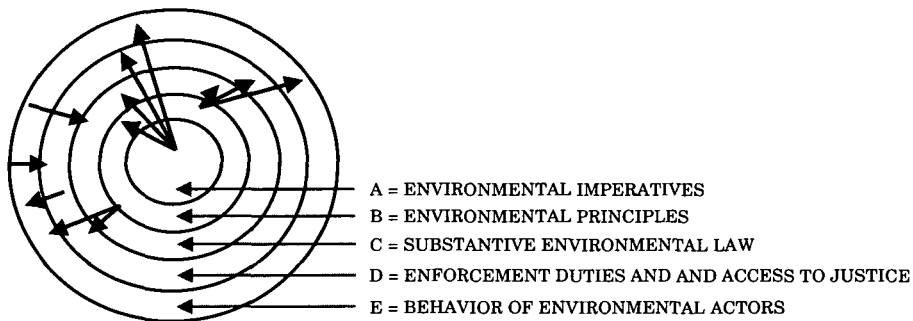 A = ENVIRONMENTAL IMPERATIVES
B = ENVIRONMENTAL PRINCIPLES
C = SUBSTANTIVE ENVIRONMENTAL LAW
D = ENFORCEMENT DUTIES AND AND ACCESS TO JUSTICE
E = BEHAVIOR OF ENVIRONMENTAL ACTORS